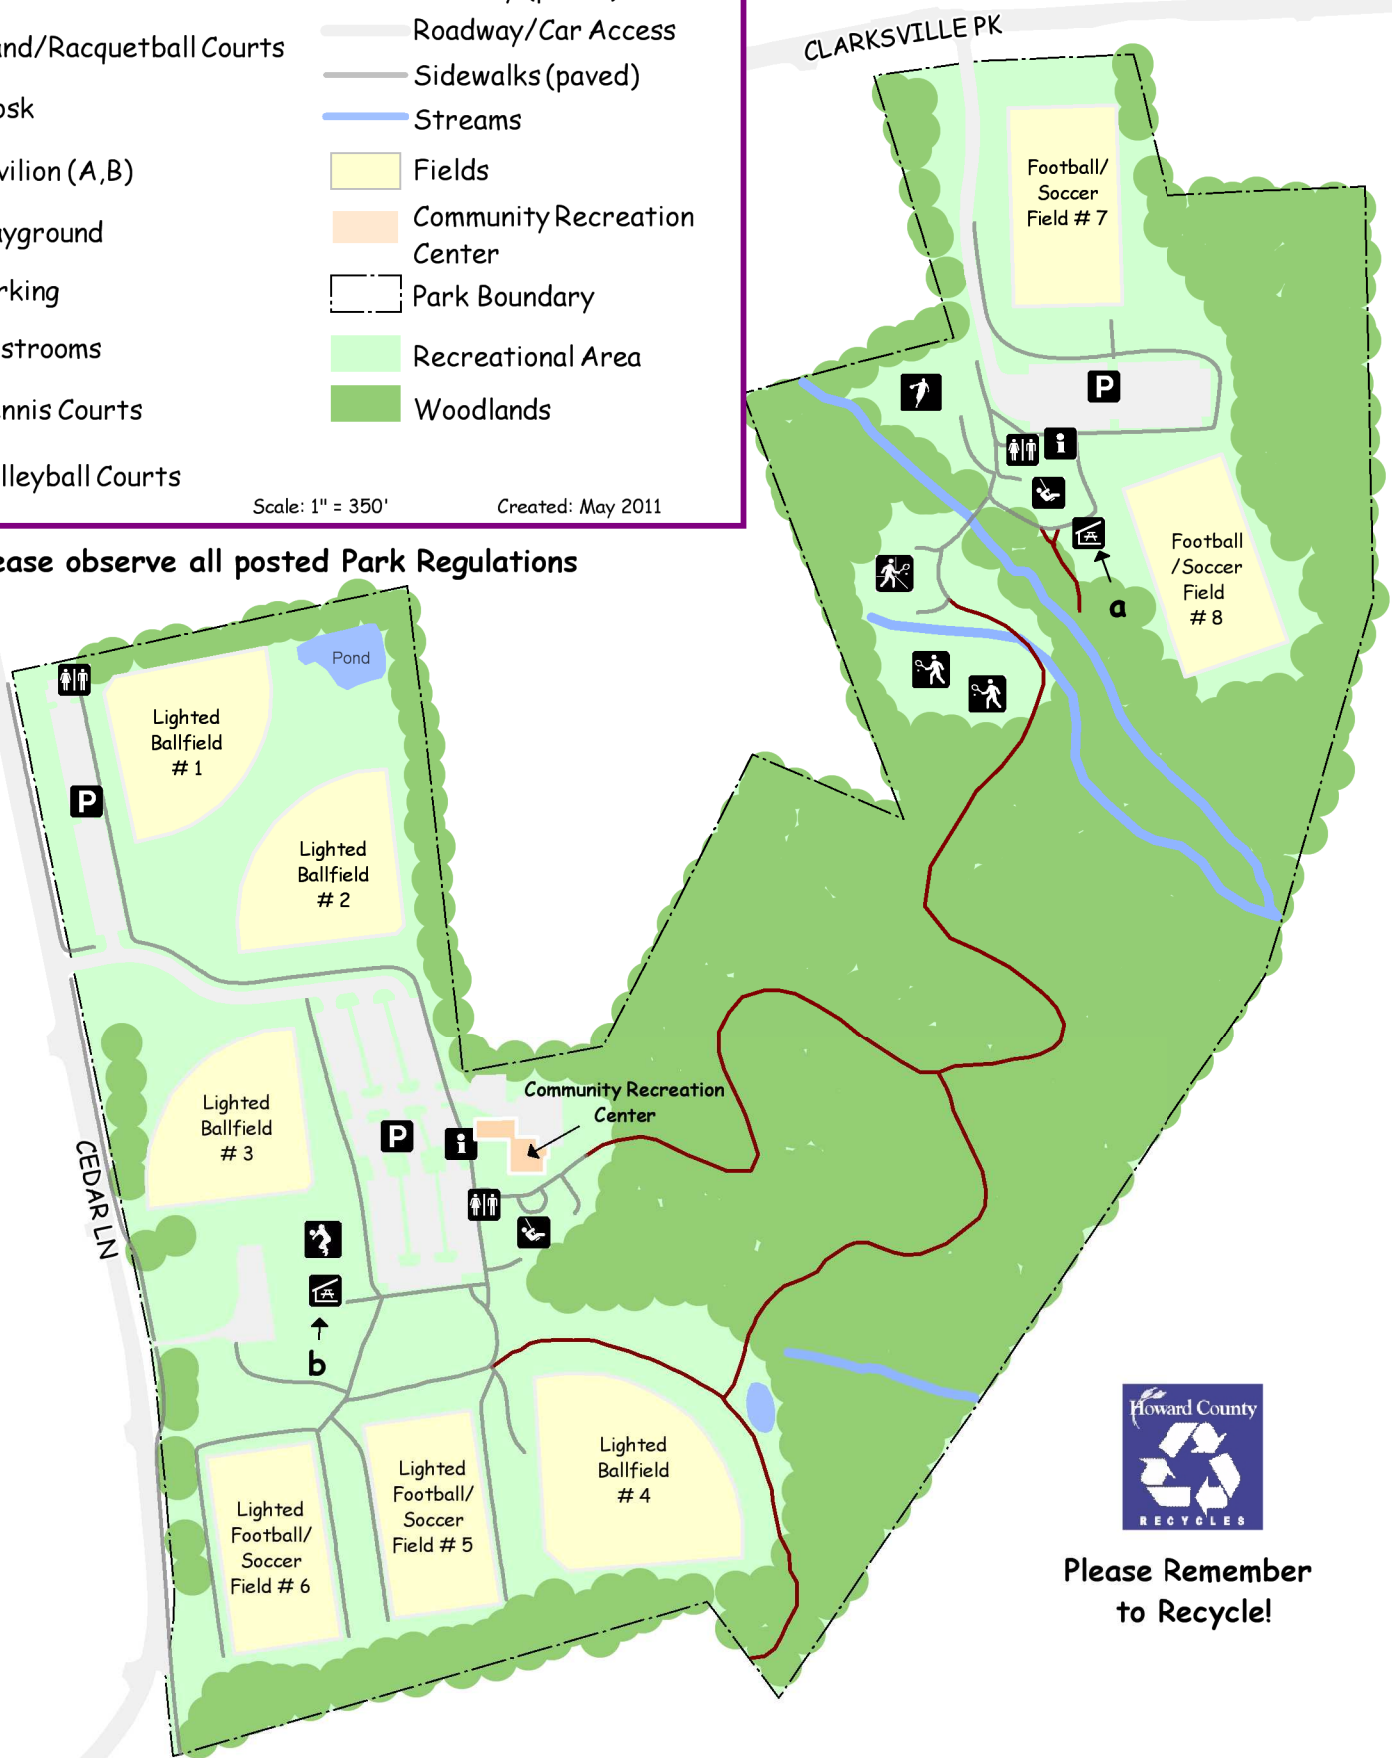 Roadway/Car Access
nd/Racquetball Courts
Sidewalks (paved)
osk
Streams
vilion (A,B)
Fields
yground
Community Recreation
Center
rking
Park Boundary
strooms
Recreational Area
nnis Courts
Woodlands
lleyball Courts
Scale: 1" = 350'
Created: May 2011
ease observe all posted Park Regulations
CLARKSVILLE PK
Football/
Soccer
Field # 7
P
i
Football
/Soccer
Field
# 8
a
Pond
Lighted
Ballfield
# 1
P
Lighted
Ballfield
# 2
Community Recreation
Center
Lighted
Ballfield
# 3
P
i
CEDAR LN
b
Lighted
Ballfield
# 4
Lighted
Football/
Soccer
Field # 5
Lighted
Football/
Soccer
Field # 6
Howard County
RECYCLES
Please Remember
to Recycle!